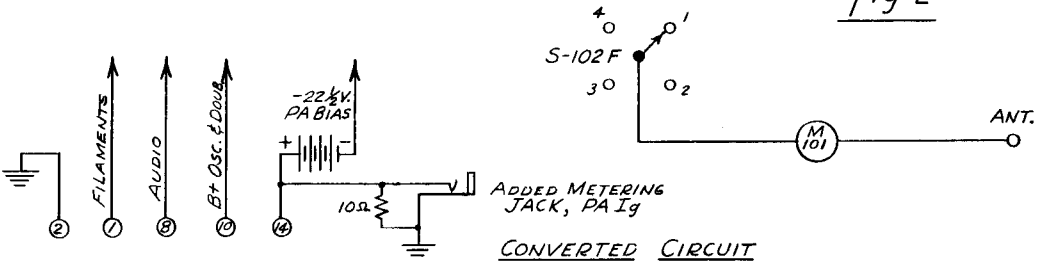 Fig 2
4
1
S-102F
3
2
M
101
ANT.
FILAMENTS
AUDIO
B+ OSC. & DOUB.
-22½V.
PA BIAS
+
-
10Ω
ADDED METERING
JACK, PA Ig
2
1
8
10
14
CONVERTED CIRCUIT